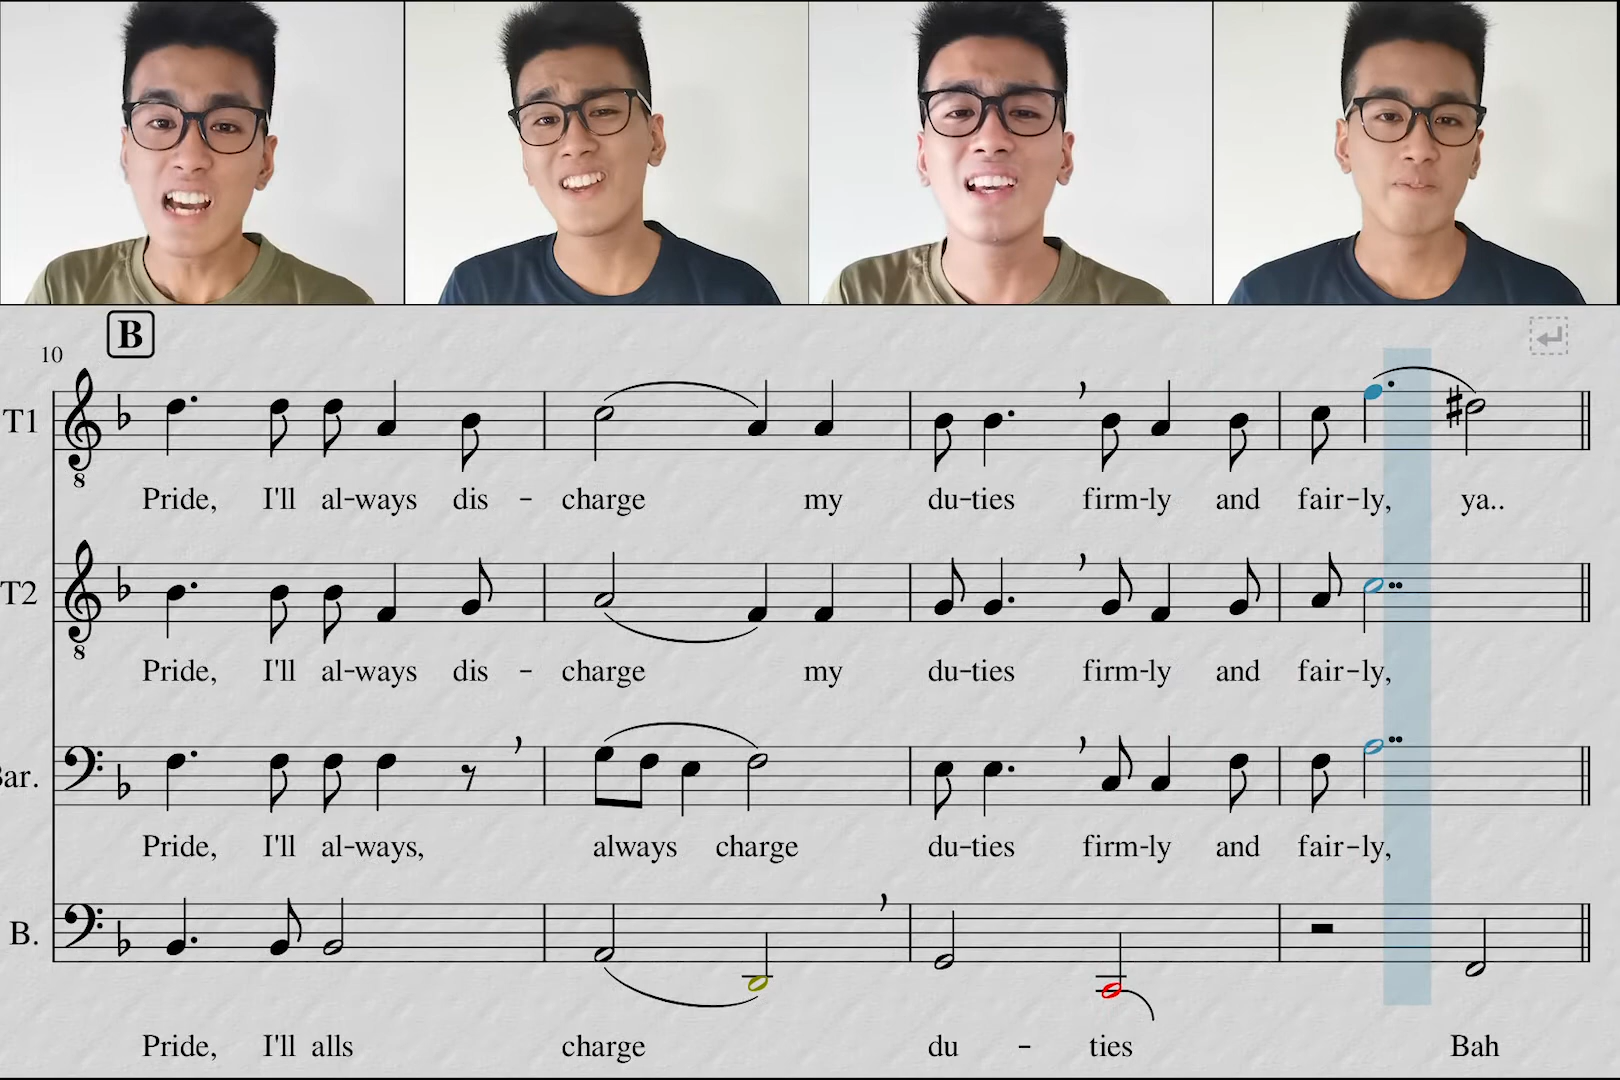 B
10
T1
8
Pride, I'll al-ways dis - charge my du-ties firm-ly and fair-ly, ya..
T2
8
Pride, I'll al-ways dis - charge my du-ties firm-ly and fair-ly,
Bar.
Pride, I'll al-ways, always charge du-ties firm-ly and fair-ly,
B.
Pride, I'll alls charge du - ties Bah